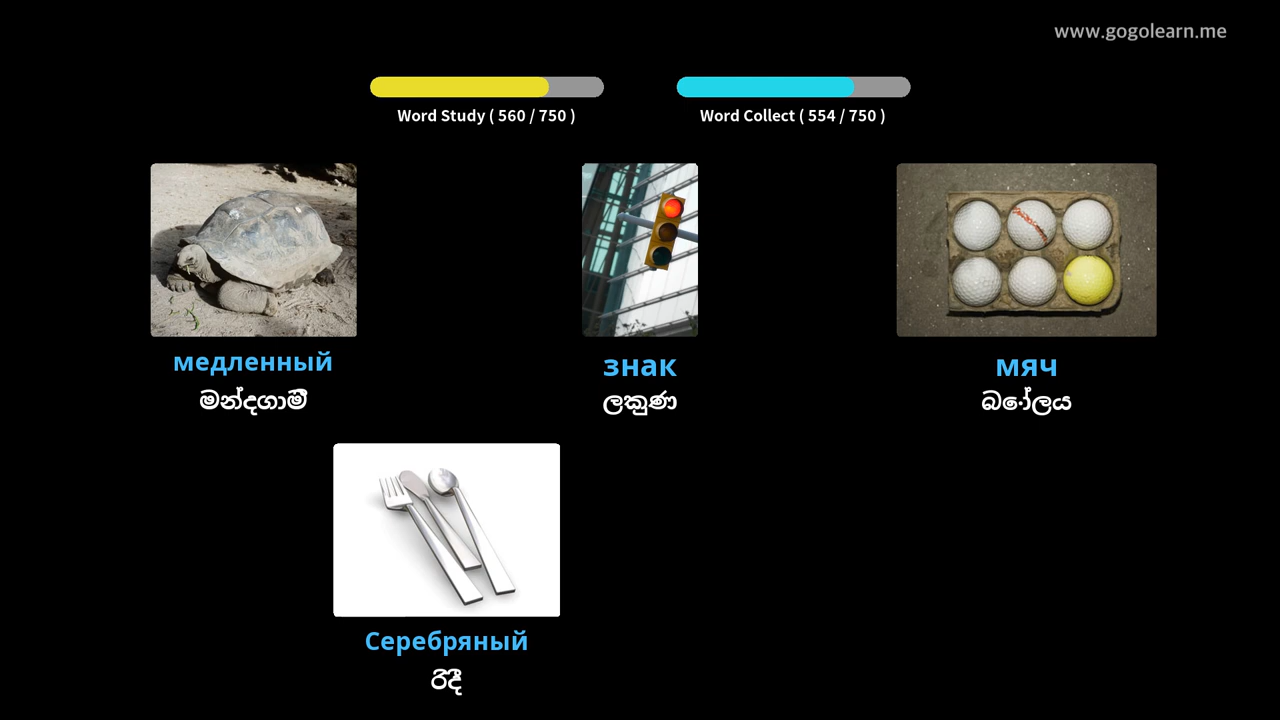 www.gogolearn.me
Word Study ( 560 / 750 )
Word Collect ( 554 / 750 )
медленный
මන්දගාමී
знак
ලකුණ
мяч
බෝලය
Серебряный
රිදී